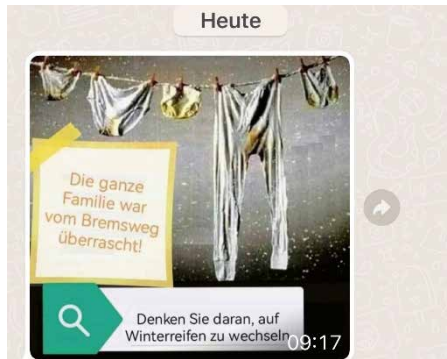 Heute
Die ganze
Familie war
vom Bremsweg
überrascht!
Denken Sie daran, auf
Winterreifen zu wechseln
09:17